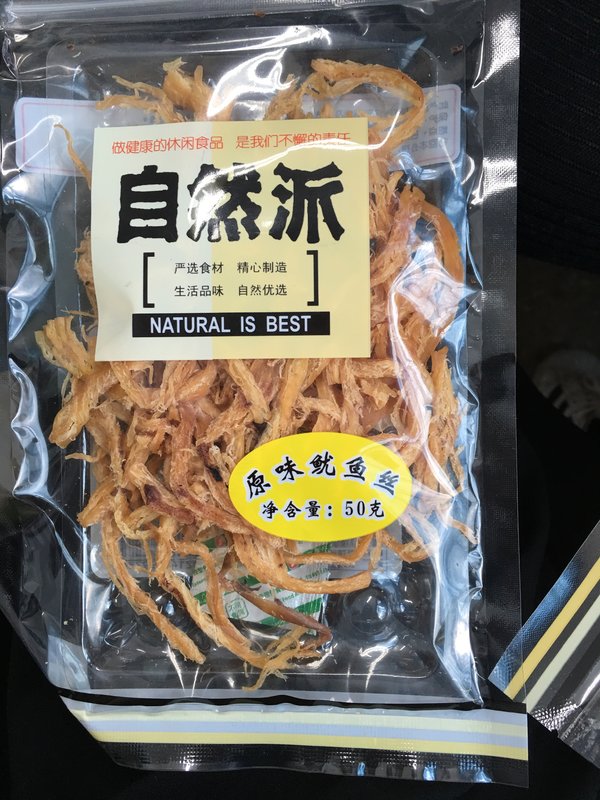 做健康的休闲食品 是我们不懈的责任
自然派
严选食材 精心制造
生活品味 自然优选
NATURAL IS BEST
原味鱿鱼丝
净含量：50克